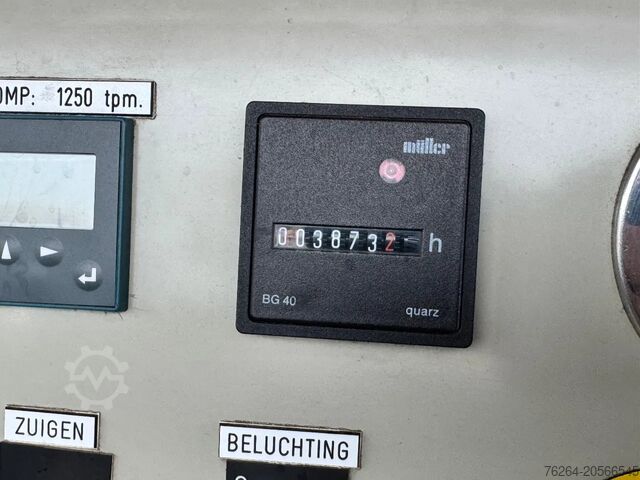 OMP: 1250 tpm.
müller
0038732 h
BG 40
quarz
ZUIGEN
BELUCHTING
76264-20566545